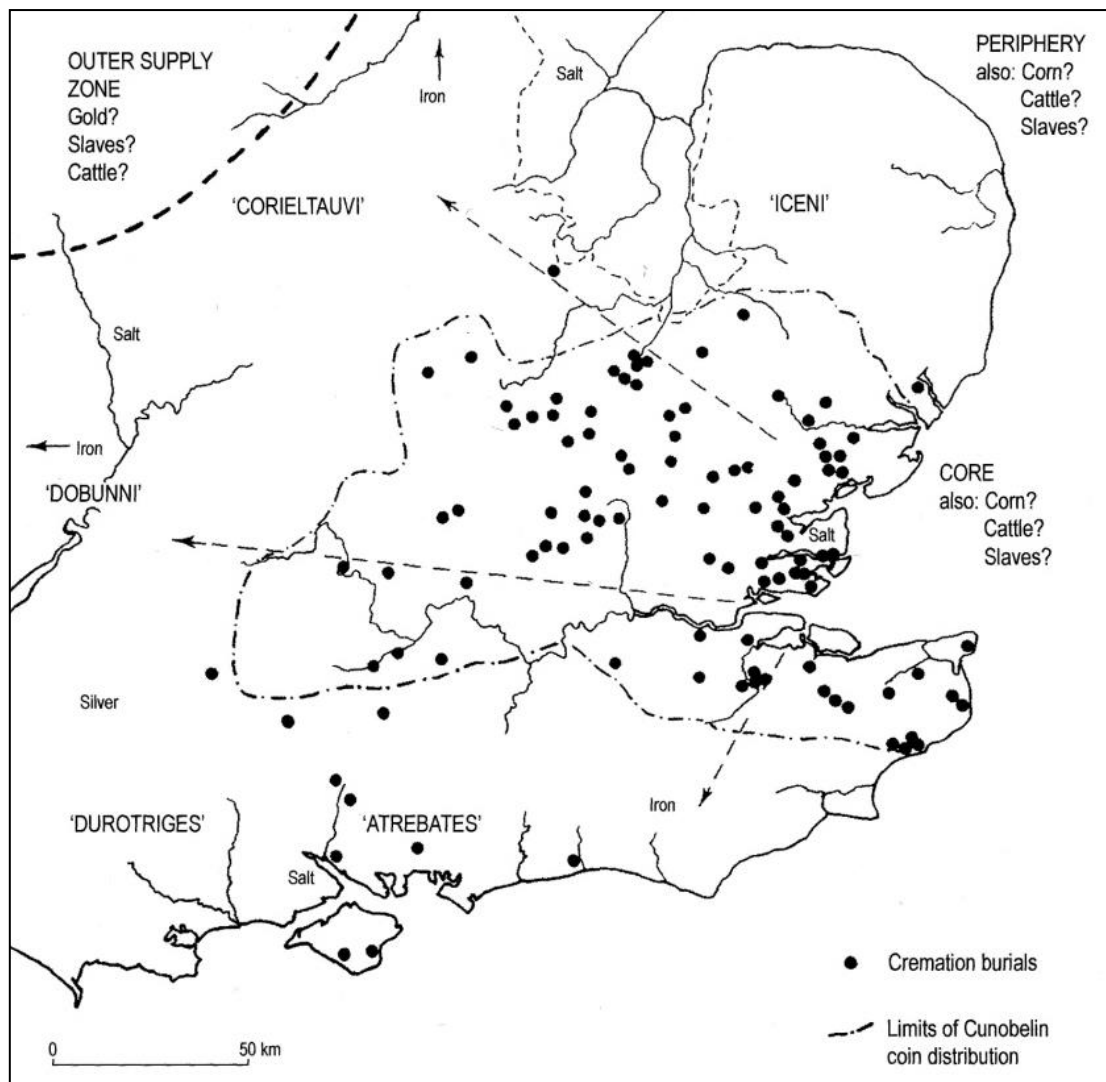 OUTER SUPPLY
ZONE
Gold?
Slaves?
Cattle?
Iron
Salt
PERIPHERY
also: Corn?
Cattle?
Slaves?
'CORIELTAUVI'
'ICENI'
Salt
Iron
'DOBUNNI'
CORE
also: Corn?
Cattle?
Slaves?
Salt
Silver
Iron
'DUROTRIGES'
'ATREBATES'
Salt
Cremation burials
Limits of Cunobelin
coin distribution
0 50 km